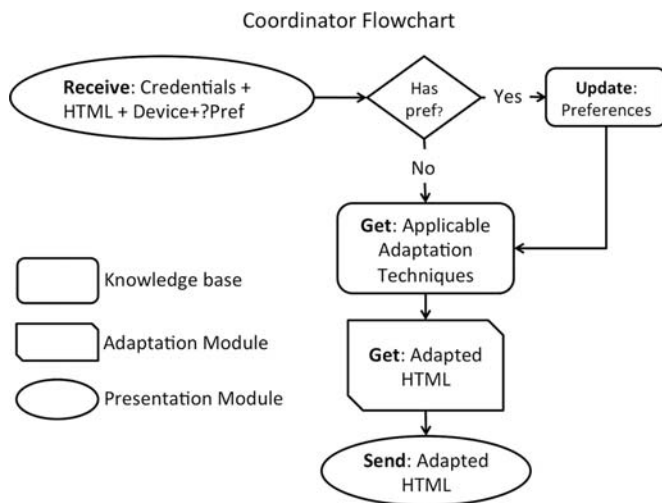 Coordinator Flowchart
Receive: Credentials +
HTML + Device+?Pref
Has
pref?
Yes
Update:
Preferences
No
Get: Applicable
Adaptation
Techniques
Knowledge base
Adaptation Module
Get: Adapted
HTML
Presentation Module
Send: Adapted
HTML